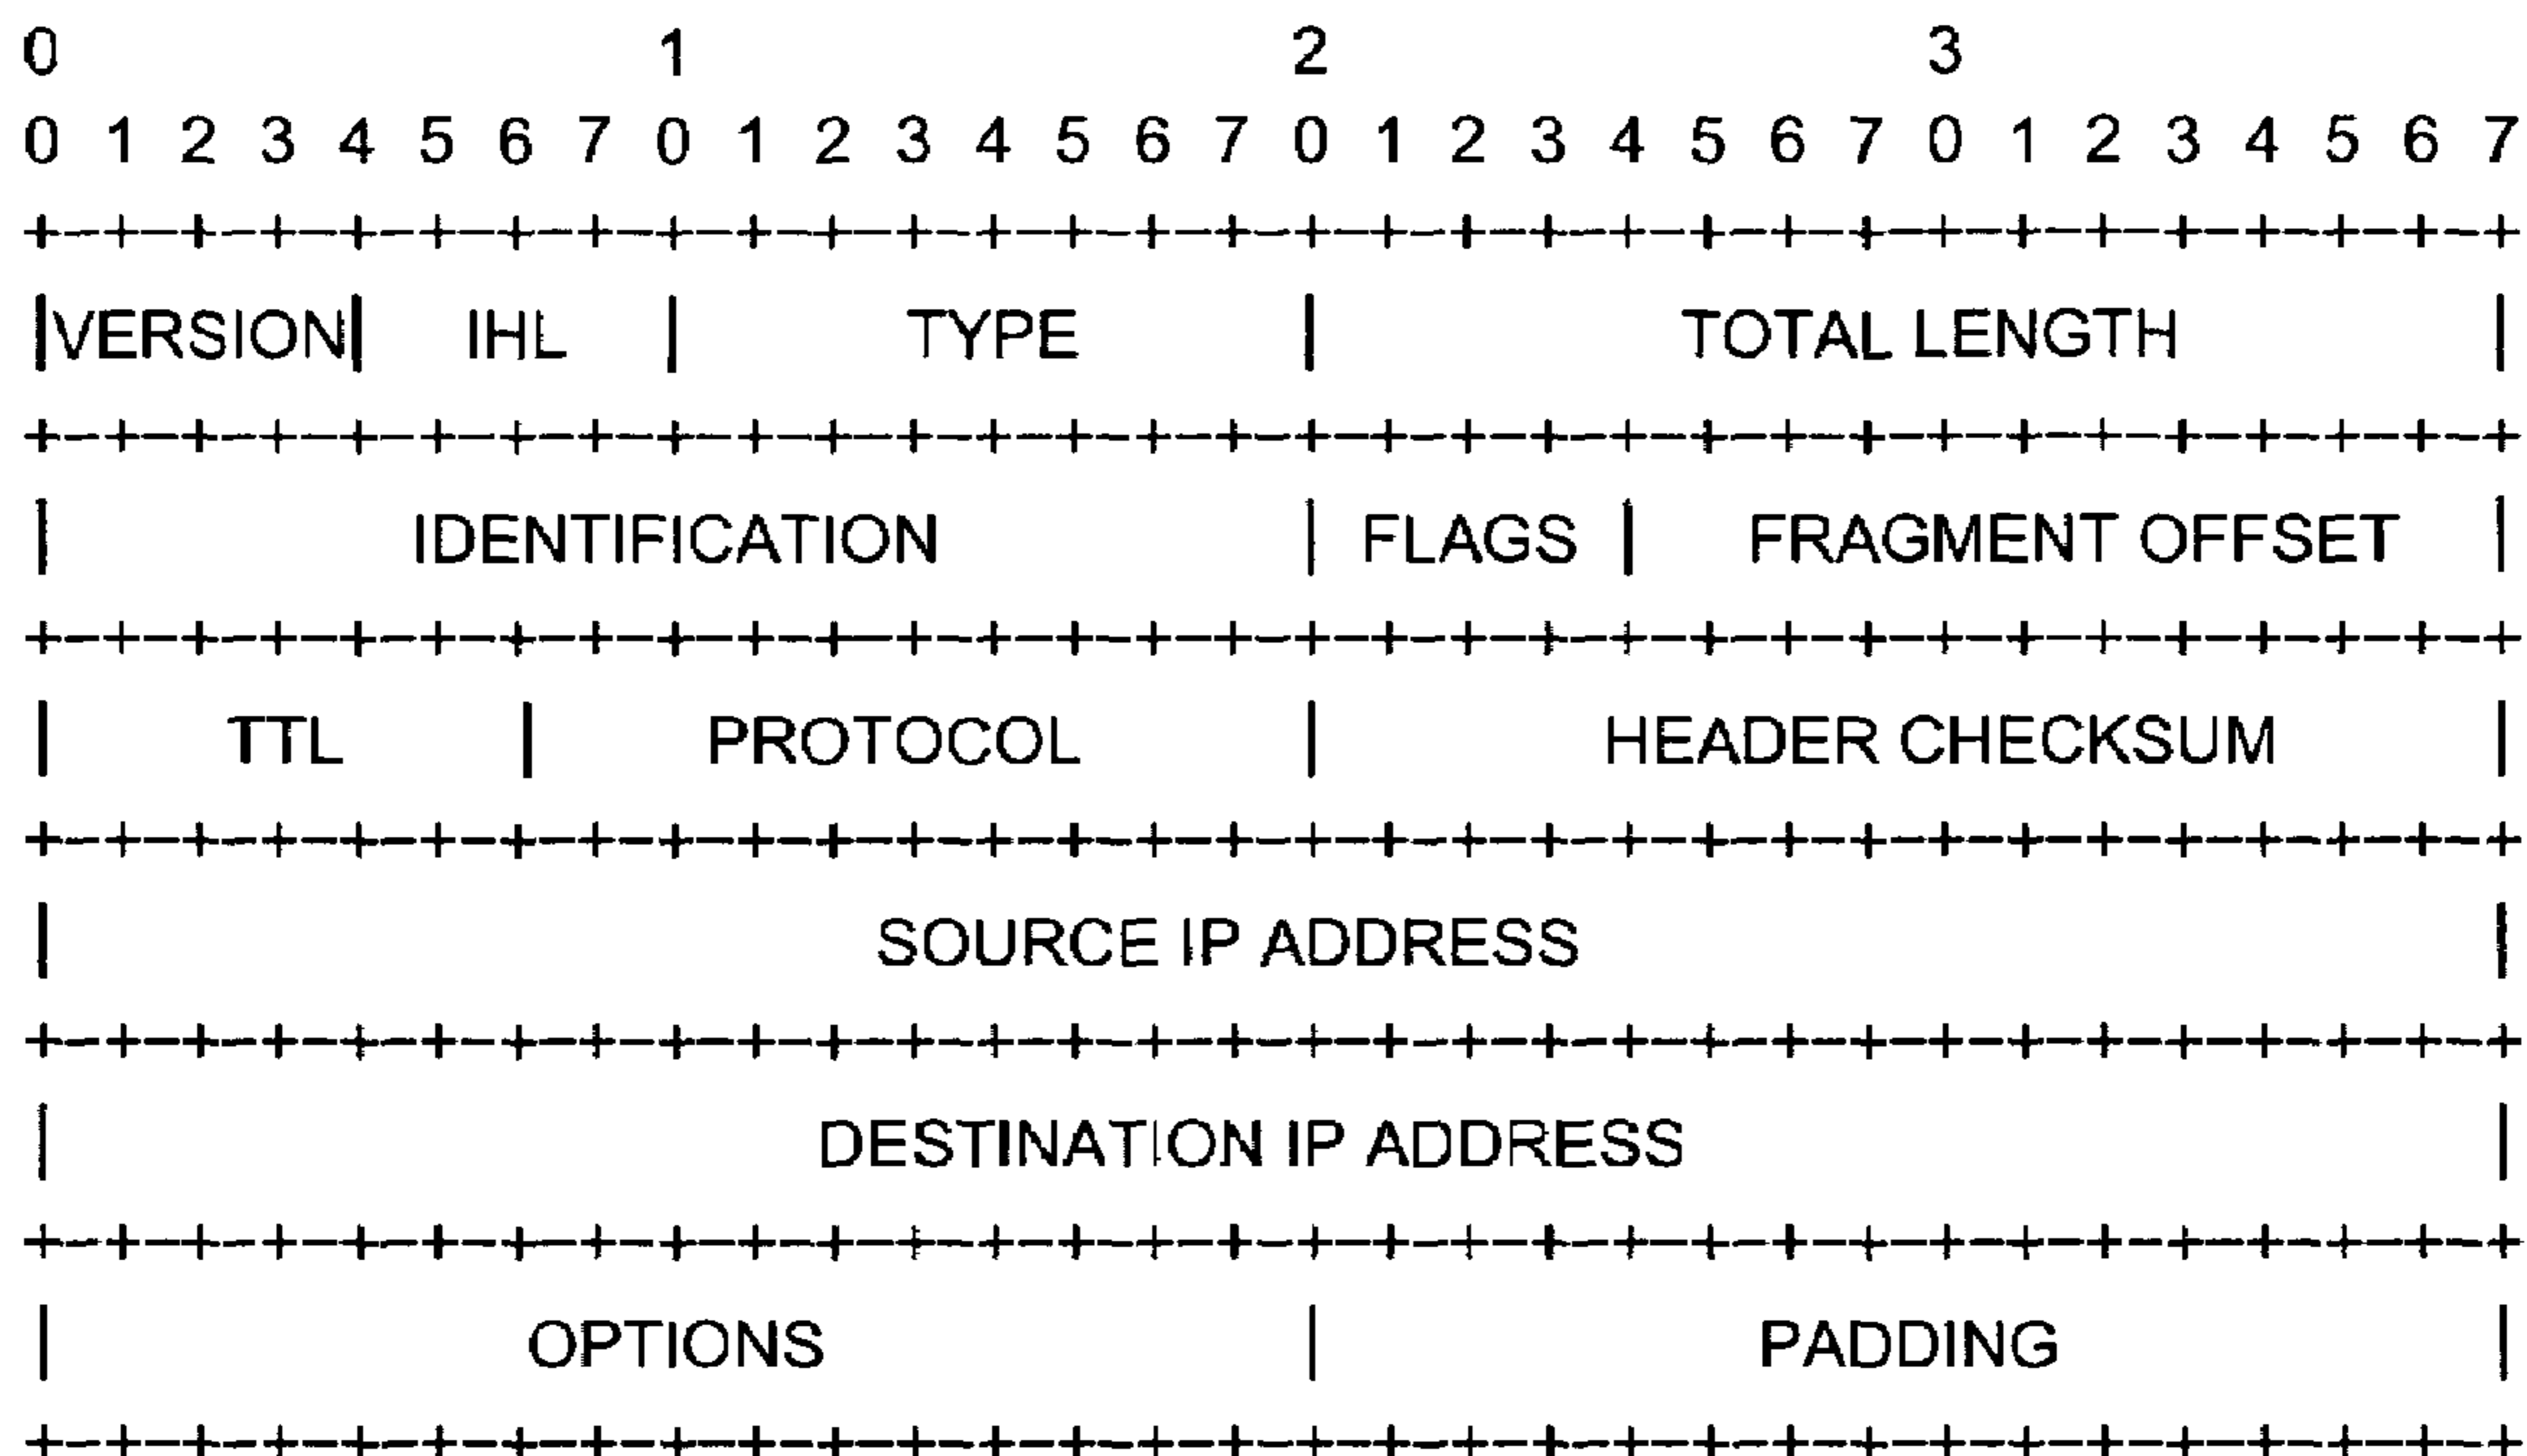 0 1 2 3
0 1 2 3 4 5 6 7 0 1 2 3 4 5 6 7 0 1 2 3 4 5 6 7 0 1 2 3 4 5 6 7
+-+-+-+-+-+-+-+-+-+-+-+-+-+-+-+-+-+-+-+-+-+-+-+-+-+-+-+-+-+-+-+-+
|VERSION| IHL | TYPE | TOTAL LENGTH |
+-+-+-+-+-+-+-+-+-+-+-+-+-+-+-+-+-+-+-+-+-+-+-+-+-+-+-+-+-+-+-+-+
| IDENTIFICATION | FLAGS | FRAGMENT OFFSET |
+-+-+-+-+-+-+-+-+-+-+-+-+-+-+-+-+-+-+-+-+-+-+-+-+-+-+-+-+-+-+-+-+
| TTL | PROTOCOL | HEADER CHECKSUM |
+-+-+-+-+-+-+-+-+-+-+-+-+-+-+-+-+-+-+-+-+-+-+-+-+-+-+-+-+-+-+-+-+
| SOURCE IP ADDRESS |
+-+-+-+-+-+-+-+-+-+-+-+-+-+-+-+-+-+-+-+-+-+-+-+-+-+-+-+-+-+-+-+-+
| DESTINATION IP ADDRESS |
+-+-+-+-+-+-+-+-+-+-+-+-+-+-+-+-+-+-+-+-+-+-+-+-+-+-+-+-+-+-+-+-+
| OPTIONS | PADDING |
+-+-+-+-+-+-+-+-+-+-+-+-+-+-+-+-+-+-+-+-+-+-+-+-+-+-+-+-+-+-+-+-+